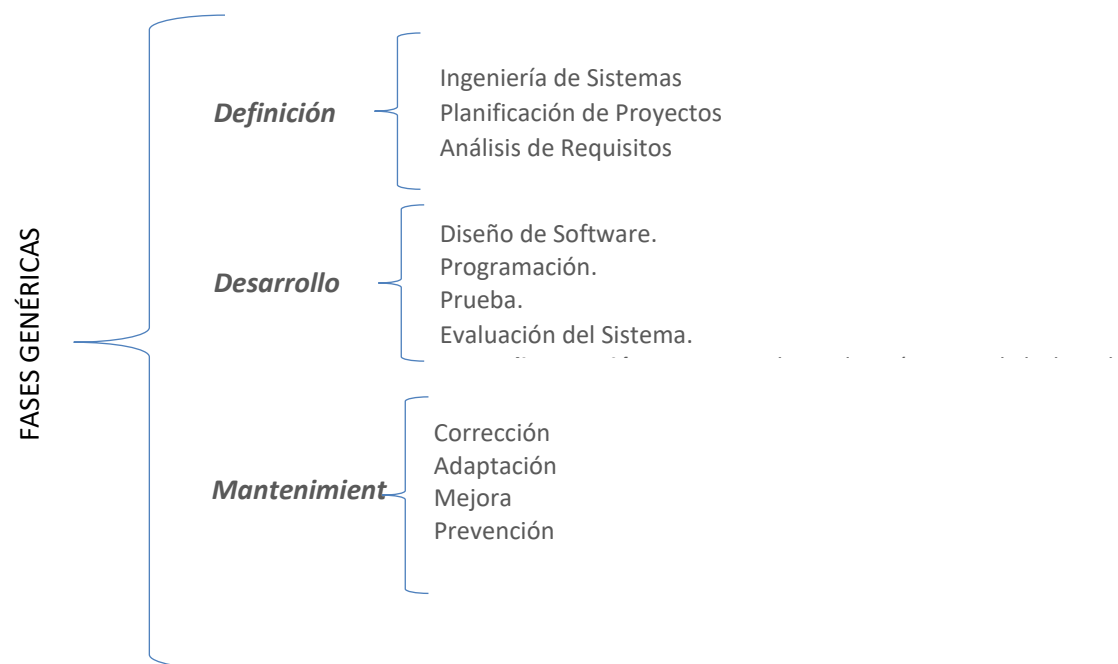 FASES GENÉRICAS
Definición
Ingeniería de Sistemas
Planificación de Proyectos
Análisis de Requisitos
Desarrollo
Diseño de Software.
Programación.
Prueba.
Evaluación del Sistema.
Mantenimient
Corrección
Adaptación
Mejora
Prevención